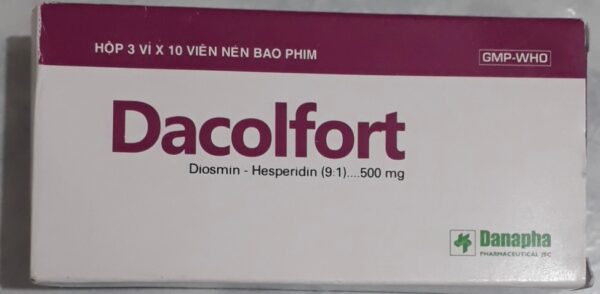 HỘP 3 VỈ X 10 VIÊN NÉN BAO PHIM
GMP-WHO
Dacolfort
Diosmin - Hesperidin (9:1)....500 mg
Danapha
PHARMACEUTICAL JSC